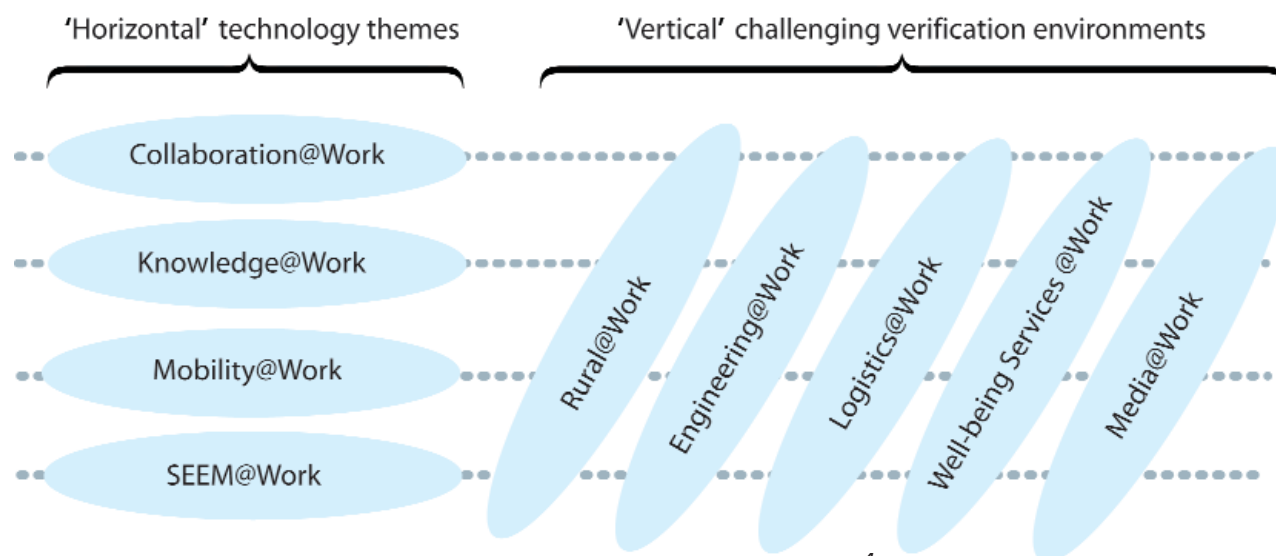 'Horizontal' technology themes
'Vertical' challenging verification environments
Collaboration@Work
Knowledge@Work
Mobility@Work
SEEM@Work
Rural@Work
Engineering@Work
Logistics@Work
Well-being Services @Work
Media@Work